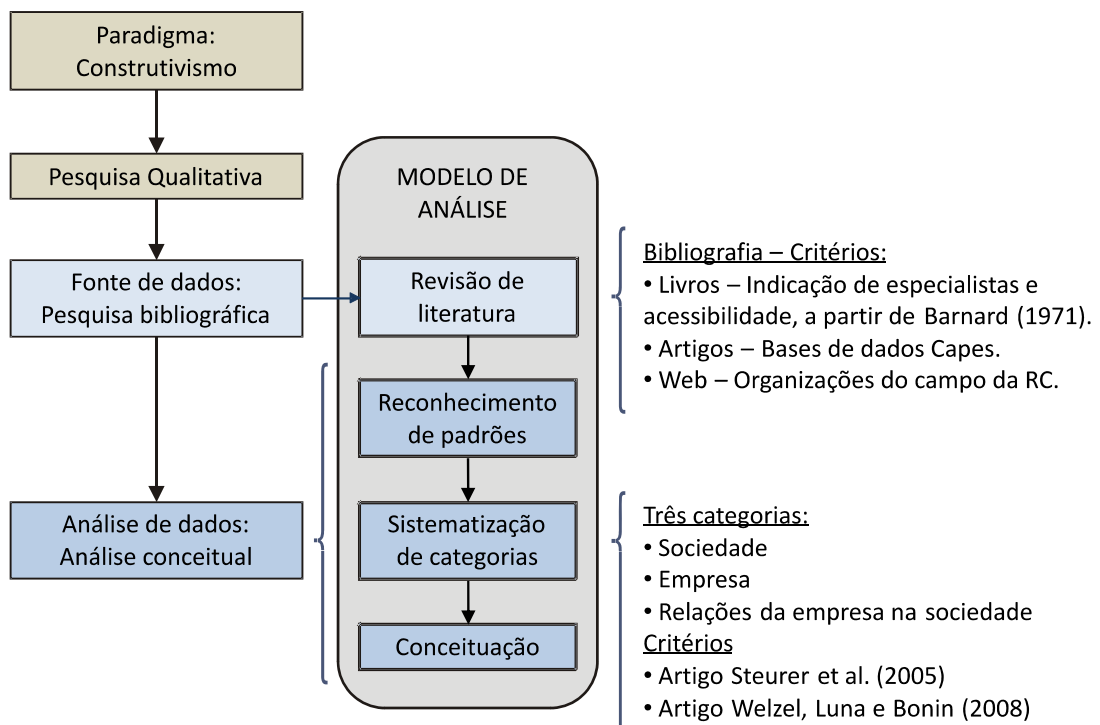 Paradigma:
Construtivismo
Pesquisa Qualitativa
Fonte de dados:
Pesquisa bibliográfica
Análise de dados:
Análise conceitual
MODELO DE
ANÁLISE
Revisão de
literatura
Reconhecimento
de padrões
Sistematização
de categorias
Conceituação
Bibliografia – Critérios:
• Livros – Indicação de especialistas e
acessibilidade, a partir de Barnard (1971).
• Artigos – Bases de dados Capes.
• Web – Organizações do campo da RC.
Três categorias:
• Sociedade
• Empresa
• Relações da empresa na sociedade
Critérios
• Artigo Steurer et al. (2005)
• Artigo Welzel, Luna e Bonin (2008)